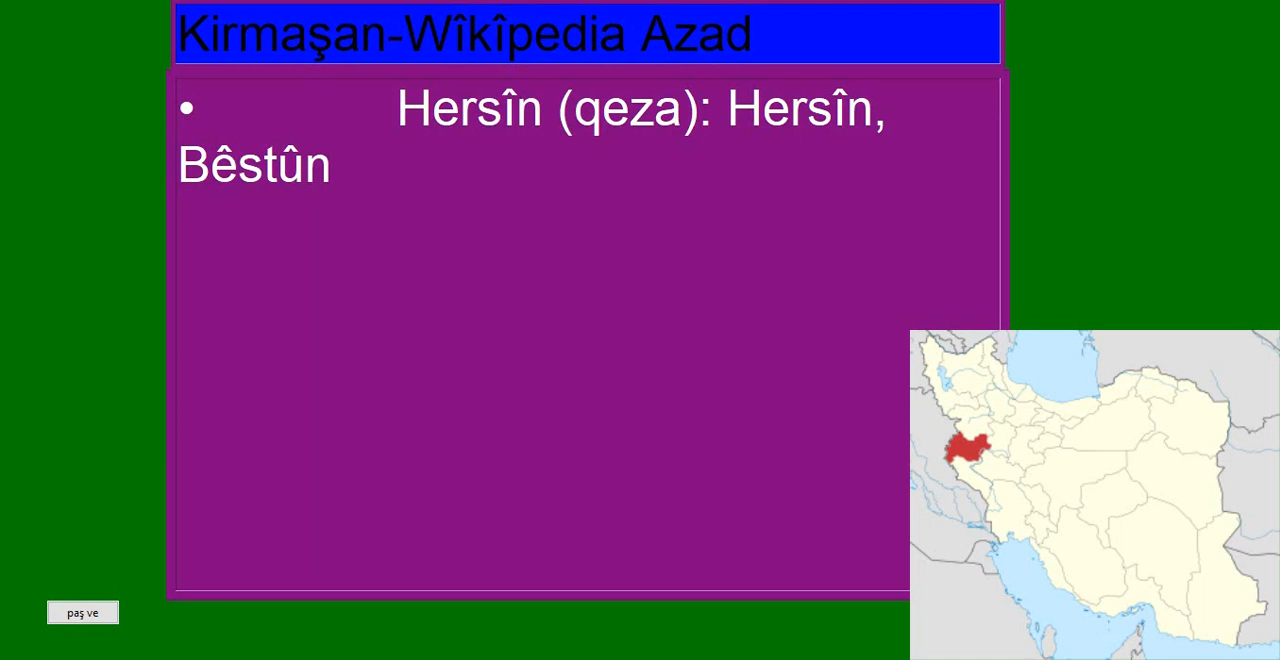 Kirmaşan-Wîkîpedia Azad
• Hersîn (qeza): Hersîn,
Bêstûn
paş ve